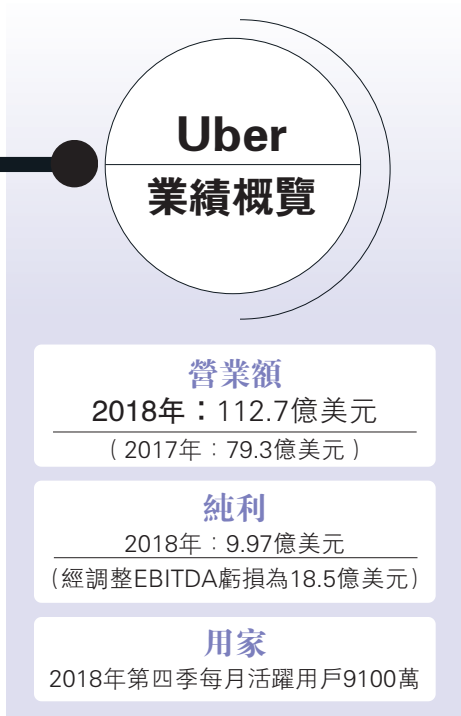 Uber
業績概覽
營業額
2018年：112.7億美元
（2017年：79.3億美元）
純利
2018年：9.97億美元
（經調整EBITDA虧損為18.5億美元）
用家
2018年第四季每月活躍用戶9100萬